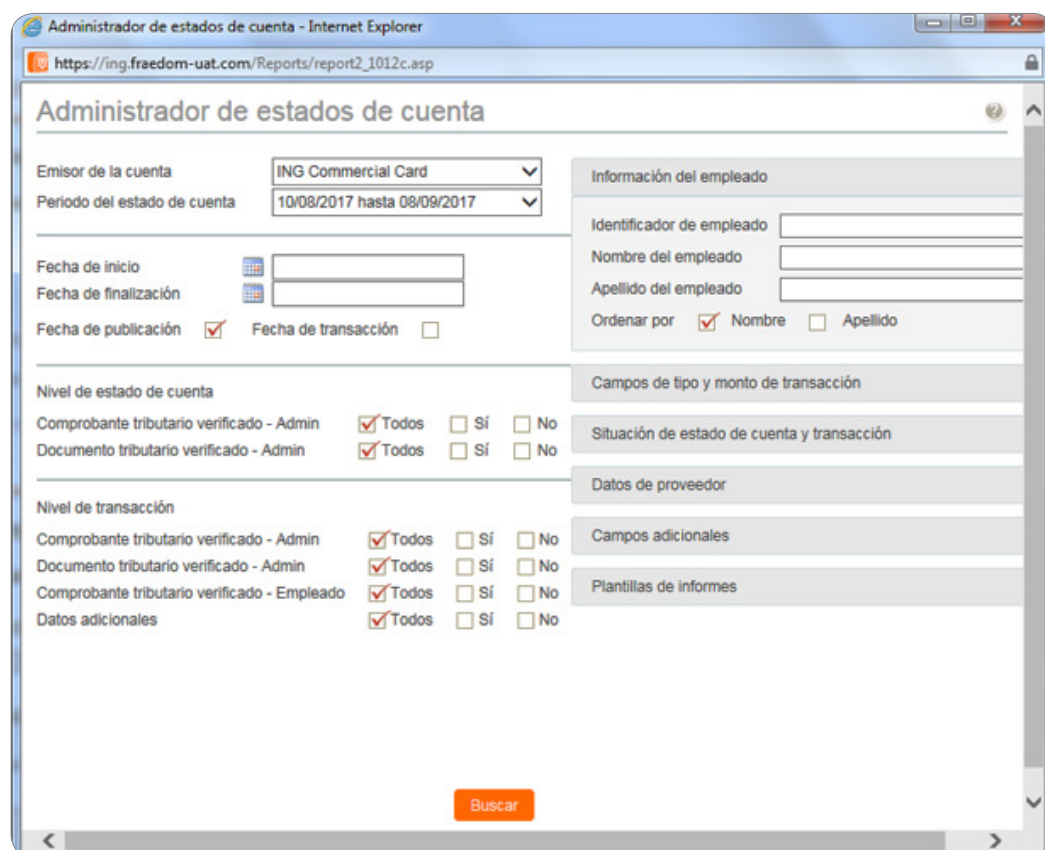 Administrador de estados de cuenta - Internet Explorer
https://ing.fraedom-uat.com/Reports/report2_1012c.asp
Administrador de estados de cuenta
Emisor de la cuenta ING Commercial Card
Periodo del estado de cuenta 10/08/2017 hasta 08/09/2017
Fecha de inicio
Fecha de finalización
Fecha de publicación Fecha de transacción
Nivel de estado de cuenta
Comprobante tributario verificado - Admin Todos Sí No
Documento tributario verificado - Admin Todos Sí No
Nivel de transacción
Comprobante tributario verificado - Admin Todos Sí No
Documento tributario verificado - Admin Todos Sí No
Comprobante tributario verificado - Empleado Todos Sí No
Datos adicionales Todos Sí No
Información del empleado
Identificador de empleado
Nombre del empleado
Apellido del empleado
Ordenar por Nombre Apellido
Campos de tipo y monto de transacción
Situación de estado de cuenta y transacción
Datos de proveedor
Campos adicionales
Plantillas de informes
Buscar